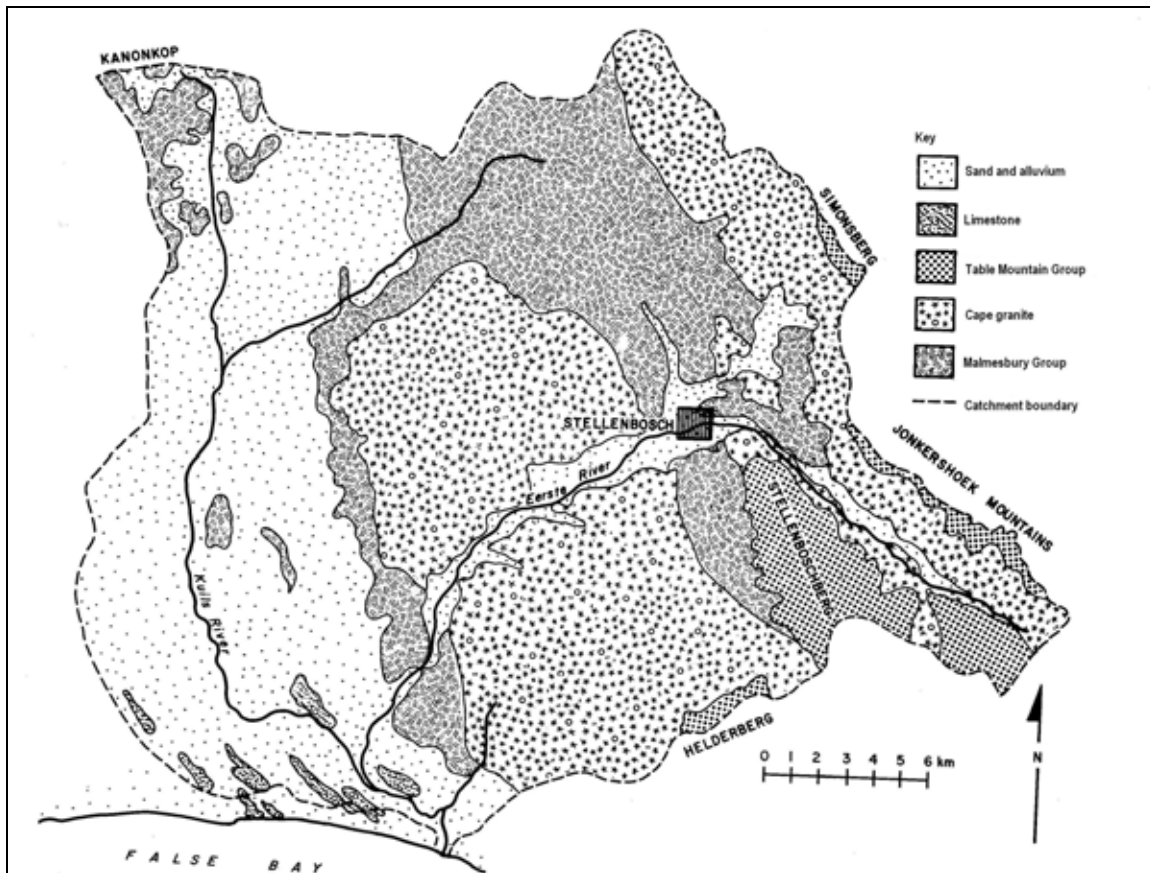 KANONKOP
Key
Sand and alluvium
Limestone
Table Mountain Group
Cape granite
Malmesbury Group
Catchment boundary
SIMONSBERG
STELLENBOSCH
JONKERSHOEK MOUNTAINS
Eerste River
STELLENBOSCHBERG
Kuils River
HELDERBERG
0 1 2 3 4 5 6 km
N
FALSE BAY